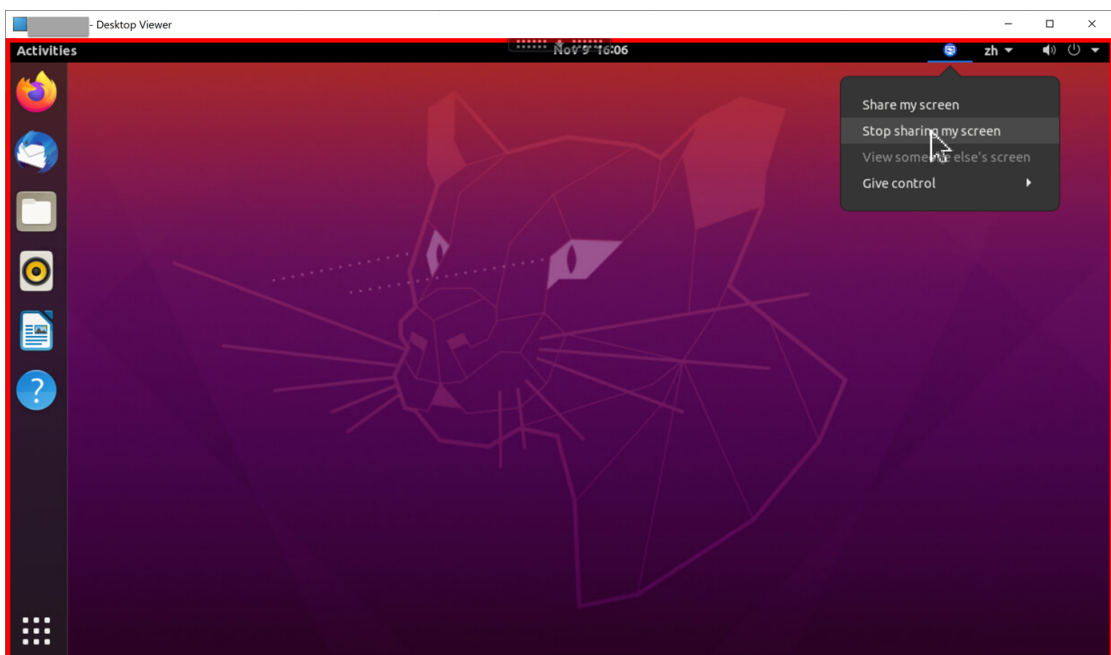 - Desktop Viewer
Activities
Nov 9 16:06
zh
Share my screen
Stop sharing my screen
View someone else's screen
Give control
?